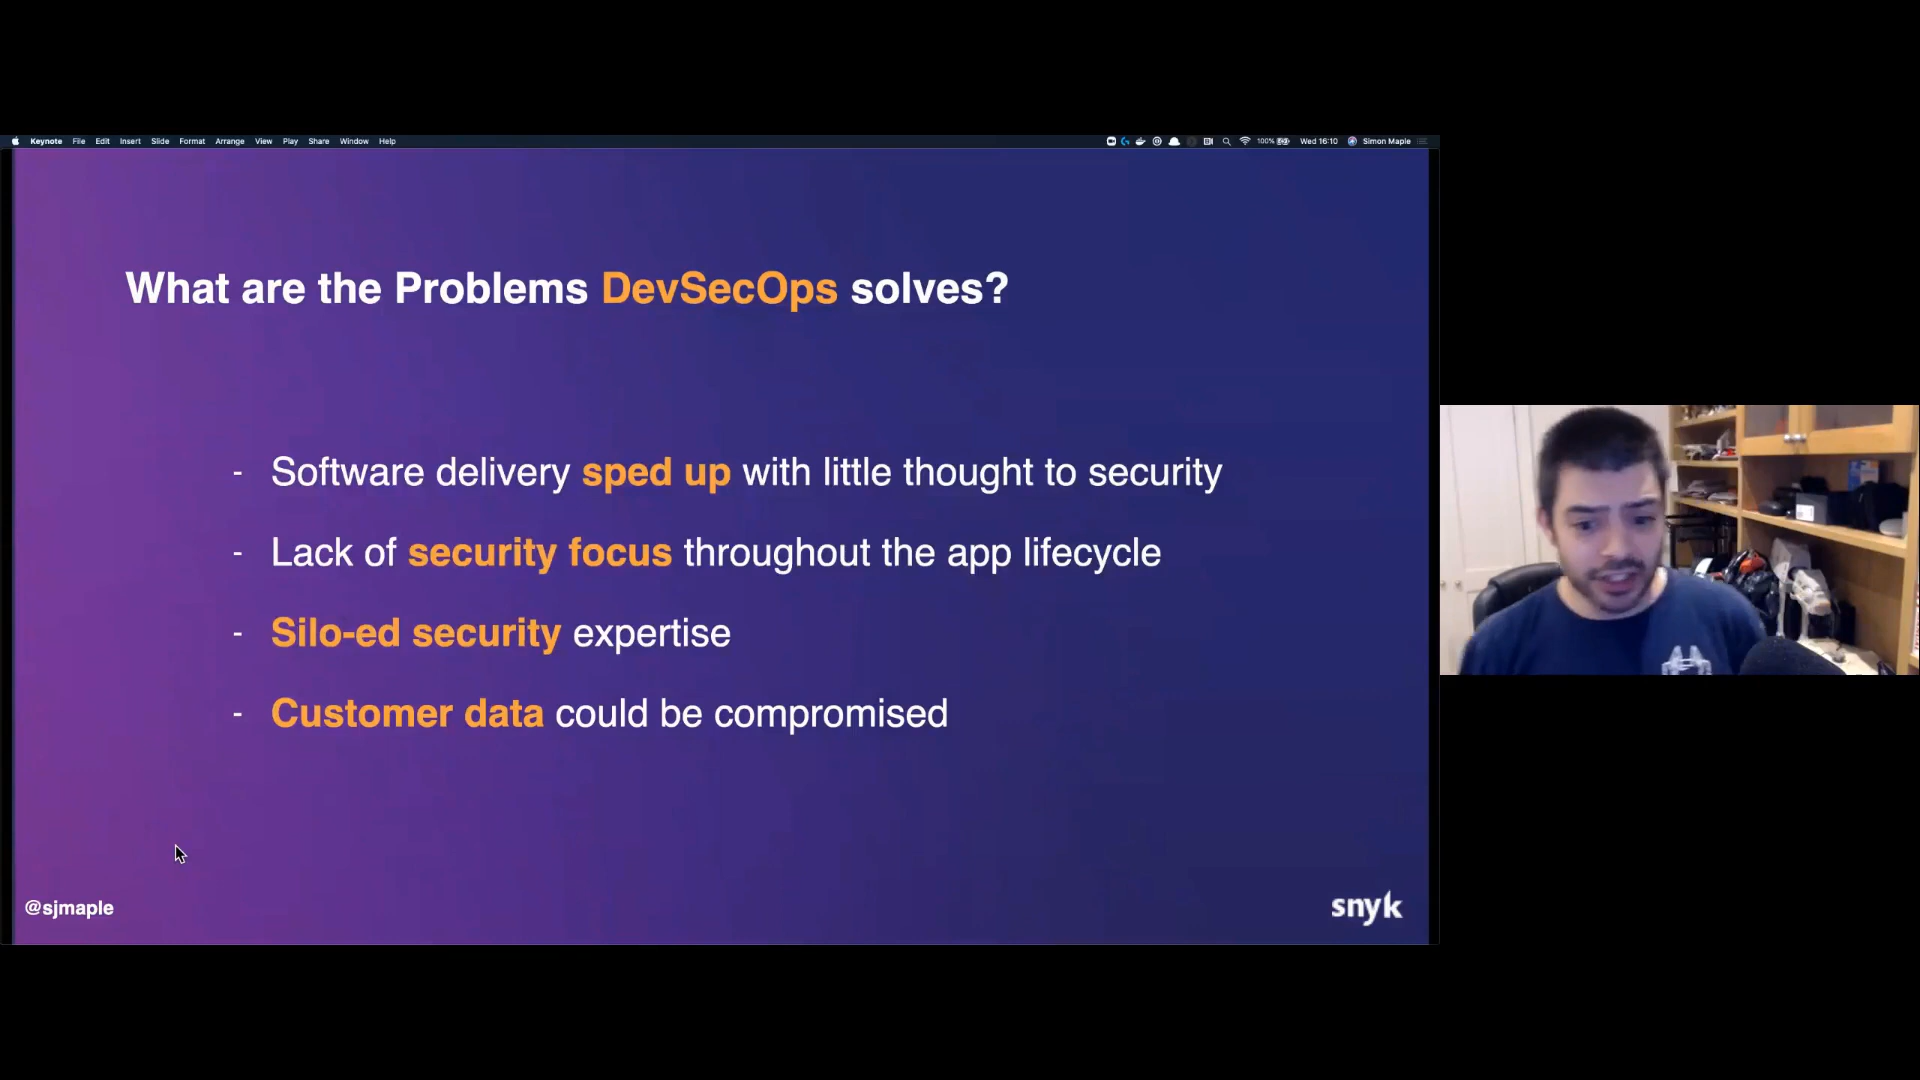 Keynote File Edit Insert Slide Format Arrange View Play Share Window Help
100% Wed 16:10 Simon Maple
What are the Problems DevSecOps solves?
- Software delivery sped up with little thought to security
- Lack of security focus throughout the app lifecycle
- Silo-ed security expertise
- Customer data could be compromised
@sjmaple
snyk